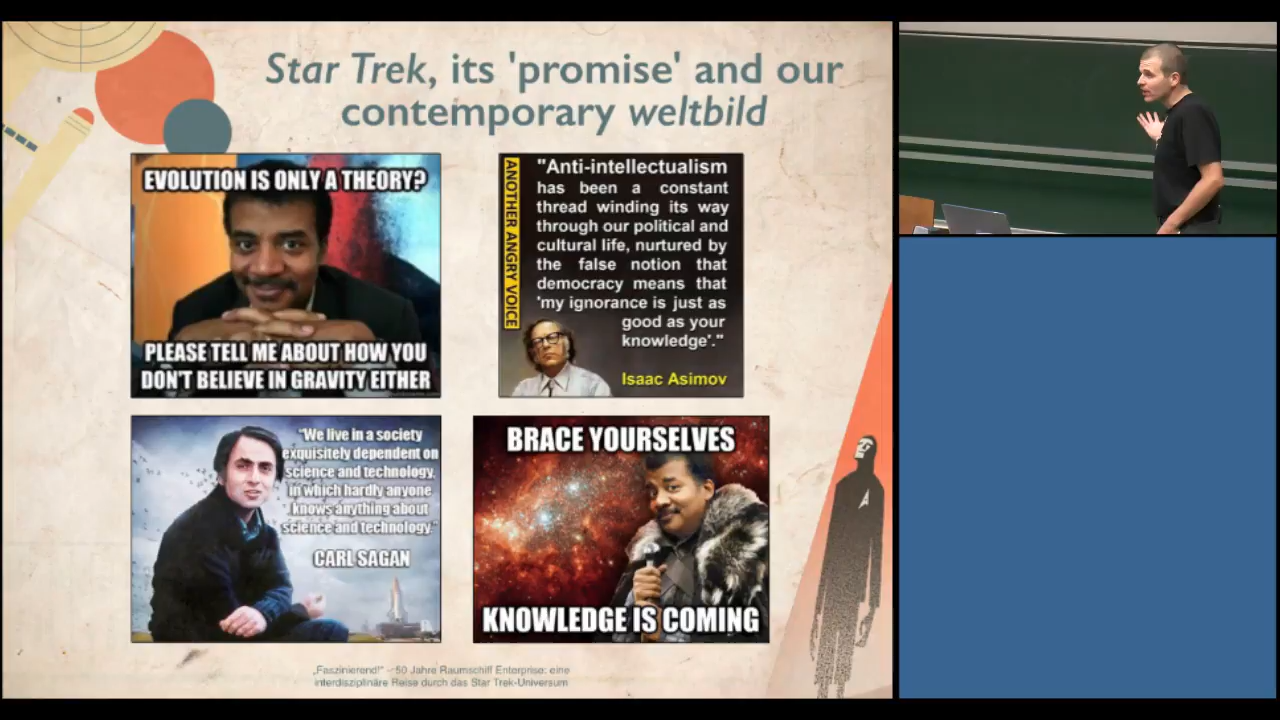 Star Trek, its 'promise' and our
contemporary weltbild
EVOLUTION IS ONLY A THEORY?
PLEASE TELL ME ABOUT HOW YOU
DON'T BELIEVE IN GRAVITY EITHER
ANOTHER ANGRY VOICE
"Anti-intellectualism
has been a constant
thread winding its way
through our political and
cultural life, nurtured by
the false notion that
democracy means that
'my ignorance is just as
good as your
knowledge'."
Isaac Asimov
"We live in a society
exquisitely dependent on
science and technology,
in which hardly anyone
knows anything about
science and technology."
CARL SAGAN
BRACE YOURSELVES
KNOWLEDGE IS COMING
„Faszinierend!" – 50 Jahre Raumschiff Enterprise: eine
interdisziplinäre Reise durch das Star Trek-Universum